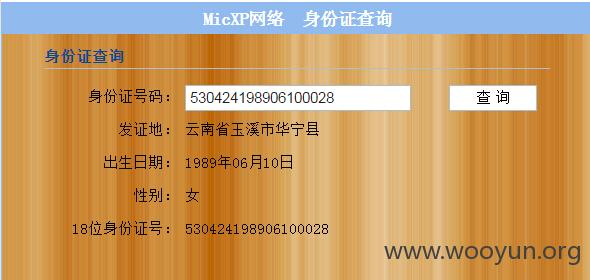 MicXP网络 身份证查询
身份证查询
身份证号码： 530424198906100028 查 询
发证地： 云南省玉溪市华宁县
出生日期： 1989年06月10日
性别： 女
18位身份证号： 530424198906100028
www.wooyun.org